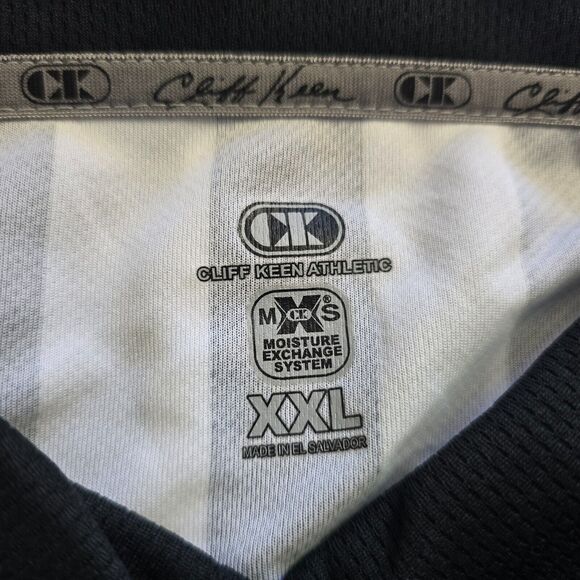 CK Cliff Keen CK Cliff
CK
CLIFF KEEN ATHLETIC
M CK S®
MOISTURE
EXCHANGE
SYSTEM
XXL
MADE IN EL SALVADOR